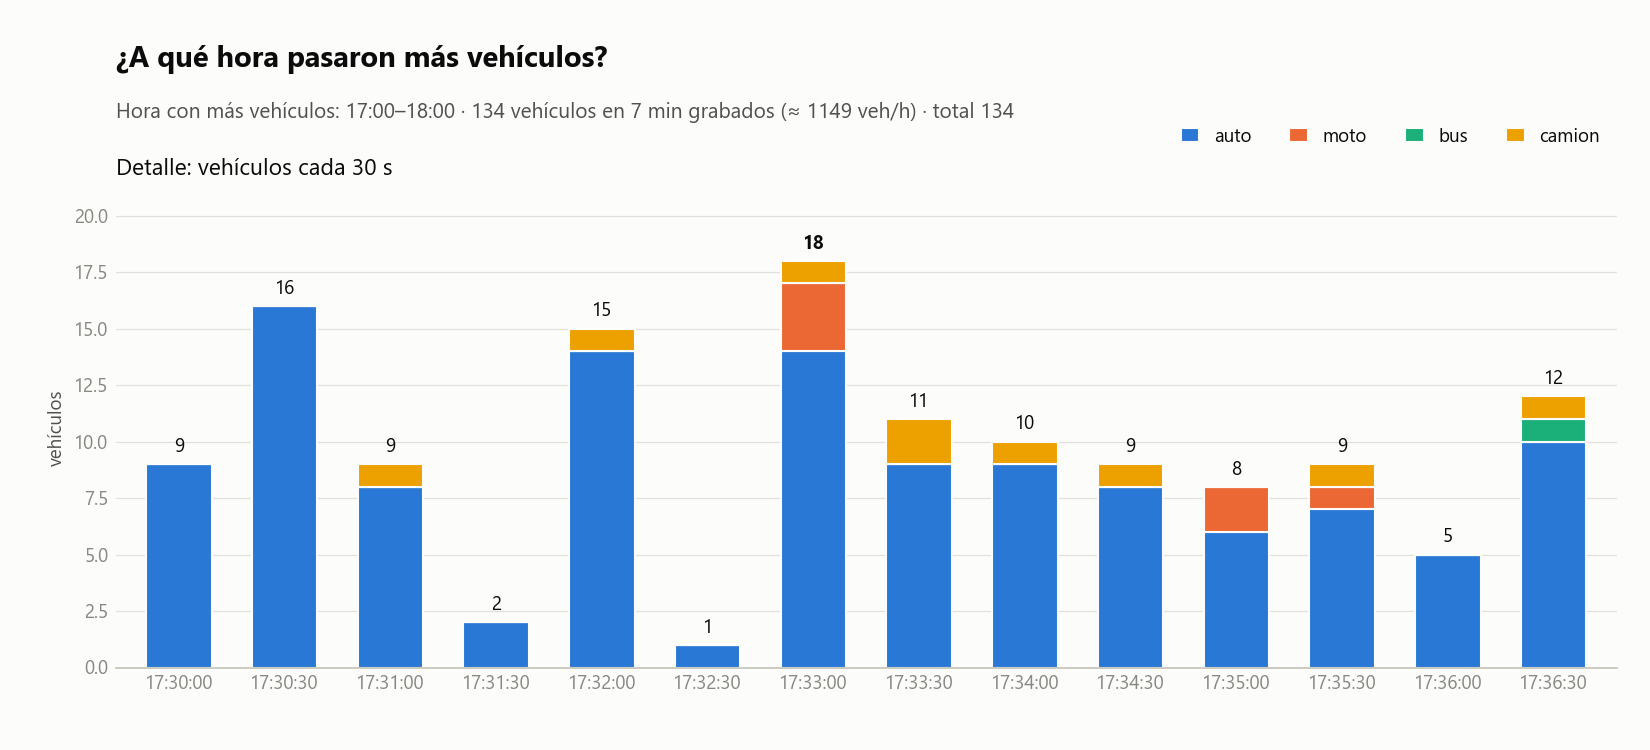 ¿A qué hora pasaron más vehículos?
Hora con más vehículos: 17:00–18:00 · 134 vehículos en 7 min grabados (≈ 1149 veh/h) · total 134
auto moto bus camion
Detalle: vehículos cada 30 s
vehículos
20.0
17.5
15.0
12.5
10.0
7.5
5.0
2.5
0.0
9 16 9 2 15 1 18 11 10 9 8 9 5 12
17:30:00 17:30:30 17:31:00 17:31:30 17:32:00 17:32:30 17:33:00 17:33:30 17:34:00 17:34:30 17:35:00 17:35:30 17:36:00 17:36:30